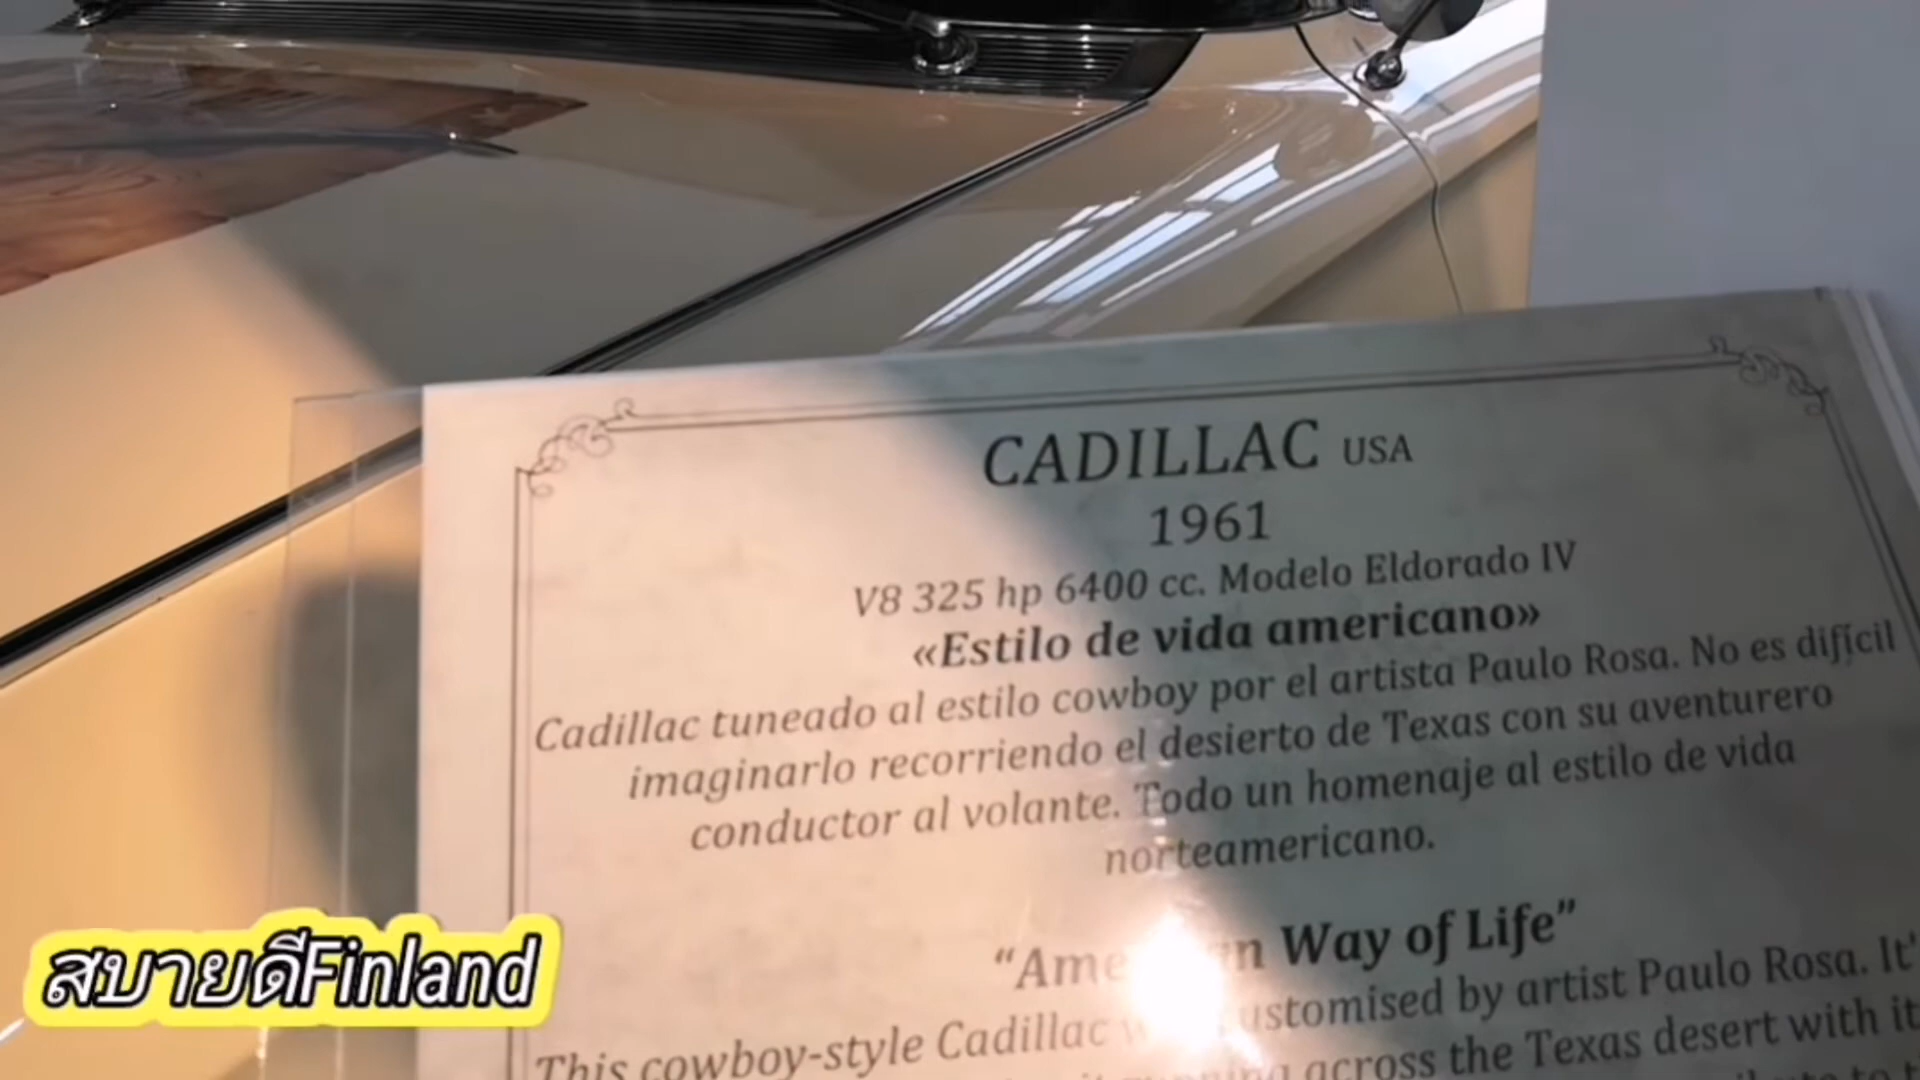 CADILLAC USA
1961
V8 325 hp 6400 cc. Modelo Eldorado IV
«Estilo de vida americano»
Cadillac tuneado al estilo cowboy por el artista Paulo Rosa. No es difícil
imaginarlo recorriendo el desierto de Texas con su aventurero
conductor al volante. Todo un homenaje al estilo de vida
norteamericano.
Way of Life”
This cowboy-style Cadillac by artist Paulo Rosa.
across the Texas desert with
สบายดีFinland